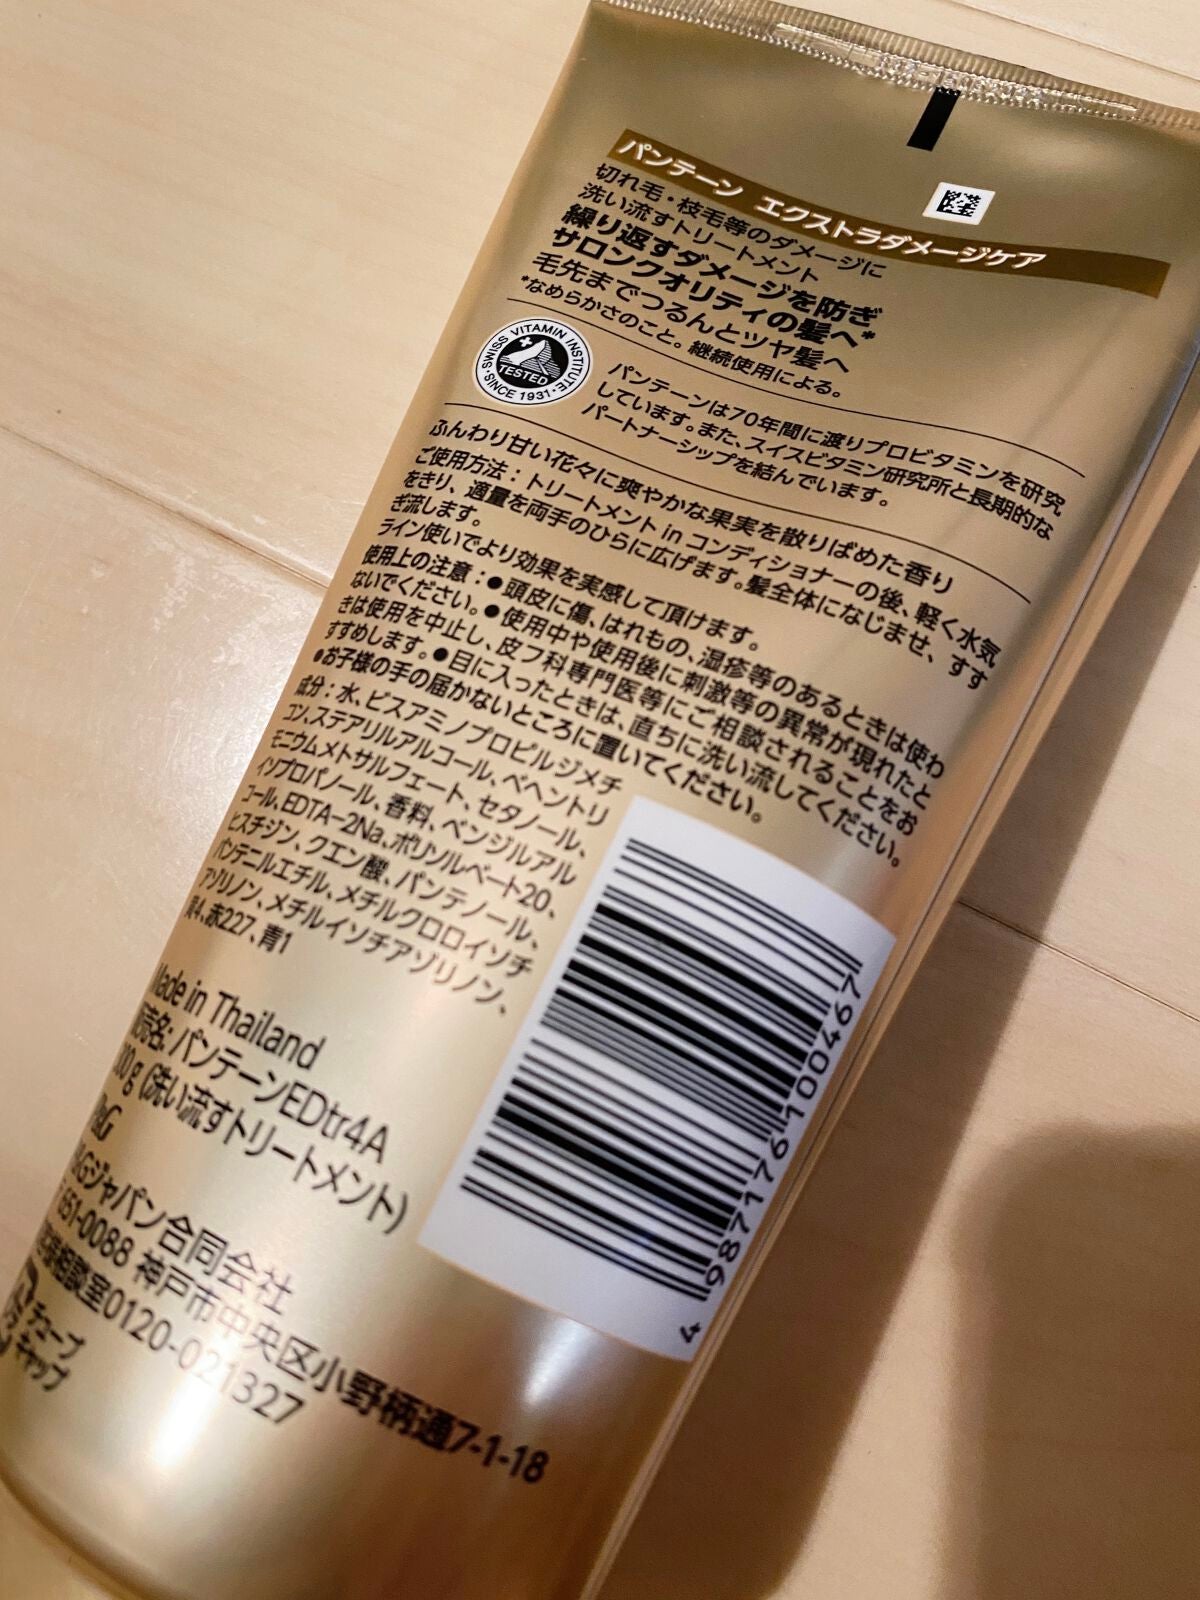 パンテーン エクストラダメージケア
切れ毛・枝毛等のダメージに
洗い流すトリートメント
繰り返すダメージを防ぎ
サロンクオリティの髪へ*
毛先までつるんとツヤ髪へ
*なめらかさのこと。継続使用による。
SWISS VITAMIN INSTITUTE
TESTED
SINCE 1931
パンテーンは70年間に渡りプロビタミンを研究
しています。また、スイスビタミン研究所と長期的な
パートナーシップを結んでいます。
ふんわり甘い花々に爽やかな果実を散りばめた香り
ご使用方法：トリートメント in コンディショナーの後、軽く水気
をきり、適量を両手のひらに広げます。髪全体になじませ、すす
ぎ流します。
ライン使いでより効果を実感して頂けます。
使用上の注意：●頭皮に傷、はれもの、湿疹等のあるときは使わ
ないでください。●使用中や使用後に刺激等の異常が現れたと
きは使用を中止し、皮フ科専門医等にご相談されることをお
すすめします。●目に入ったときは、直ちに洗い流してください。
●お子様の手の届かないところに置いてください。
成分：水、ビスアミノプロピルジメチ
コン、ステアリルアルコール、ベヘントリ
モニウムメトサルフェート、セタノール、
イソプロパノール、香料、ベンジルアル
コール、EDTA-2Na、ポリソルベート20、
ヒスチジン、クエン酸、パンテノール、
パンテニルエチル、メチルクロロイソチ
アゾリノン、メチルイソチアゾリノン、
黄4、赤227、青1
Made in Thailand
販売名：パンテーンEDtr4A
g (洗い流すトリートメント)
P&G
P&Gジャパン合同会社
651-0088 神戸市中央区小野柄通7-1-18
お客様相談室0120-021327
チューブ
キャップ
4 987176 100467